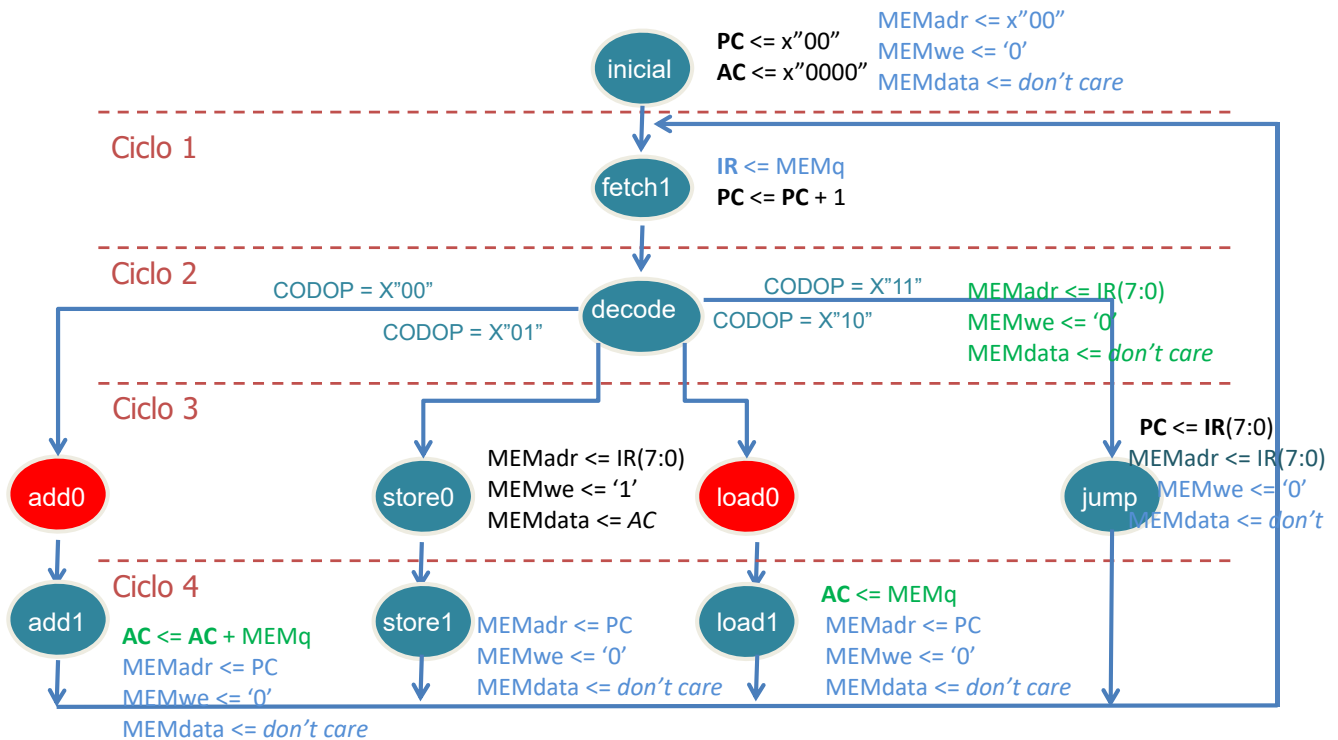 inicial
PC <= x”00”
AC <= x”0000”
MEMadr <= x”00”
MEMwe <= ‘0’
MEMdata <= don’t care
Ciclo 1
fetch1
IR <= MEMq
PC <= PC + 1
Ciclo 2
CODOP = X”00”
CODOP = X”01”
decode
CODOP = X”11”
CODOP = X”10”
MEMadr <= IR(7:0)
MEMwe <= ‘0’
MEMdata <= don’t care
Ciclo 3
add0
store0
MEMadr <= IR(7:0)
MEMwe <= ‘1’
MEMdata <= AC
load0
jump
PC <= IR(7:0)
MEMadr <= IR(7:0)
MEMwe <= ‘0’
MEMdata <= don’t
Ciclo 4
add1
AC <= AC + MEMq
MEMadr <= PC
MEMwe <= ‘0’
MEMdata <= don’t care
store1
MEMadr <= PC
MEMwe <= ‘0’
MEMdata <= don’t care
load1
AC <= MEMq
MEMadr <= PC
MEMwe <= ‘0’
MEMdata <= don’t care